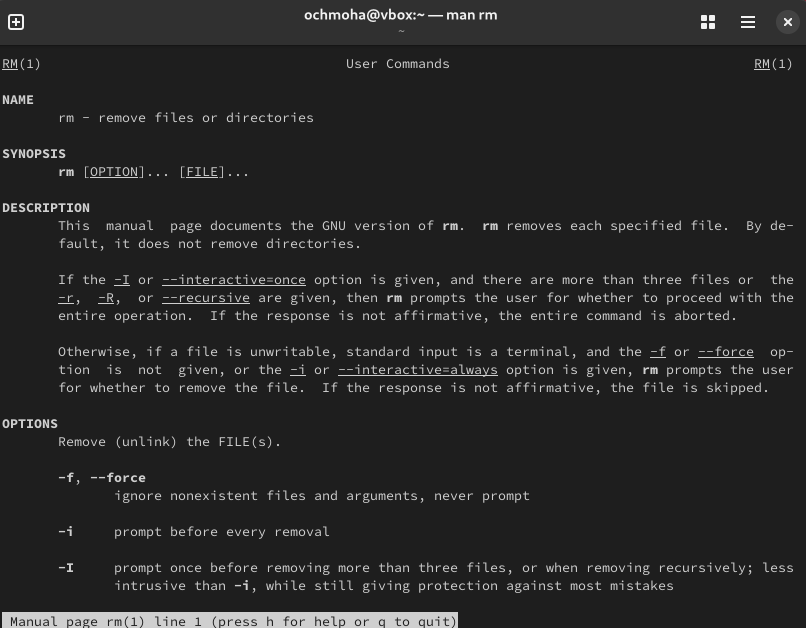 ochmoha@vbox:~ — man rm
~
RM(1) User Commands RM(1)
NAME
rm - remove files or directories
SYNOPSIS
rm [OPTION]... [FILE]...
DESCRIPTION
This manual page documents the GNU version of rm. rm removes each specified file. By de-
fault, it does not remove directories.
If the -I or --interactive=once option is given, and there are more than three files or the
-r, -R, or --recursive are given, then rm prompts the user for whether to proceed with the
entire operation. If the response is not affirmative, the entire command is aborted.
Otherwise, if a file is unwritable, standard input is a terminal, and the -f or --force op-
tion is not given, or the -i or --interactive=always option is given, rm prompts the user
for whether to remove the file. If the response is not affirmative, the file is skipped.
OPTIONS
Remove (unlink) the FILE(s).
-f, --force
ignore nonexistent files and arguments, never prompt
-i prompt before every removal
-I prompt once before removing more than three files, or when removing recursively; less
intrusive than -i, while still giving protection against most mistakes
Manual page rm(1) line 1 (press h for help or q to quit)